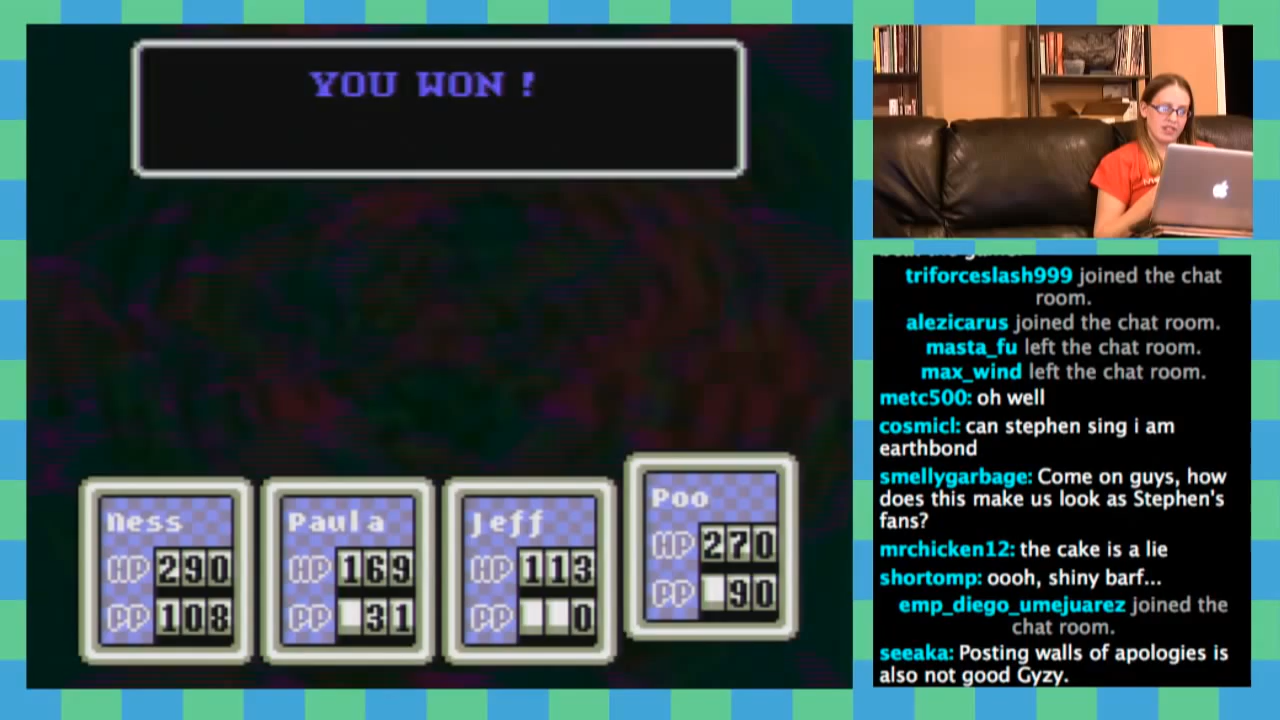 YOU WON !
Ness
HP 290
PP 108
Paula
HP 169
PP 31
Jeff
HP 113
PP 0
Poo
HP 270
PP 90
triforceslash999 joined the chat
room.
alezicarus joined the chat room.
masta_fu left the chat room.
max_wind left the chat room.
metc500: oh well
cosmicl: can stephen sing i am
earthbond
smellygarbage: Come on guys, how
does this make us look as Stephen's
fans?
mrchicken12: the cake is a lie
shortomp: oooh, shiny barf...
emp_diego_umejuarez joined the
chat room.
seeaka: Posting walls of apologies is
also not good Gyzy.